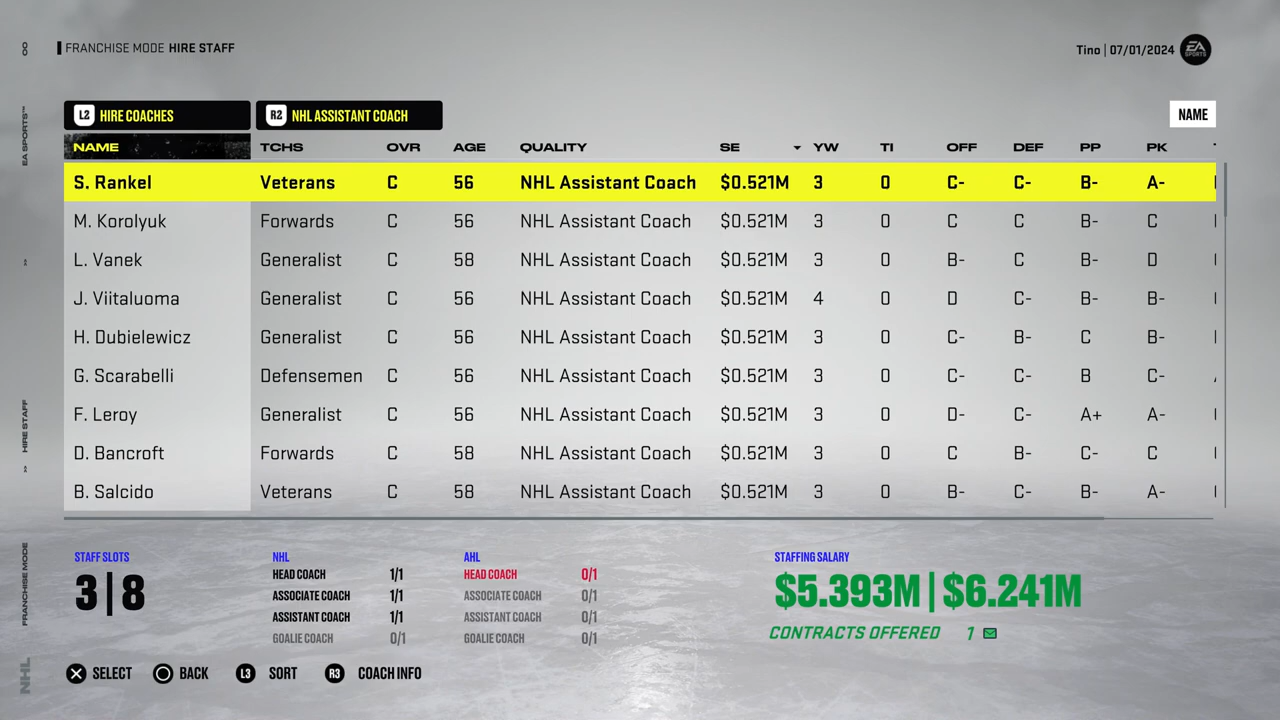 FRANCHISE MODE HIRE STAFF
Tino | 07/01/2024
EA SPORTS
L2 HIRE COACHES
R2 NHL ASSISTANT COACH
NAME
NAME TCHS OVR AGE QUALITY SE YW TI OFF DEF PP PK
S. Rankel Veterans C 56 NHL Assistant Coach $0.521M 3 0 C- C- B- A-
M. Korolyuk Forwards C 56 NHL Assistant Coach $0.521M 3 0 C C B- C
L. Vanek Generalist C 58 NHL Assistant Coach $0.521M 3 0 B- C B- D
J. Viitaluoma Generalist C 56 NHL Assistant Coach $0.521M 4 0 D C- B- B-
H. Dubielewicz Generalist C 56 NHL Assistant Coach $0.521M 3 0 C- B- C B-
G. Scarabelli Defensemen C 56 NHL Assistant Coach $0.521M 3 0 C- C- B C-
F. Leroy Generalist C 56 NHL Assistant Coach $0.521M 3 0 D- C- A+ A-
D. Bancroft Forwards C 58 NHL Assistant Coach $0.521M 3 0 C B- C- C
B. Salcido Veterans C 58 NHL Assistant Coach $0.521M 3 0 B- C- B- A-
STAFF SLOTS
3|8
NHL
HEAD COACH 1/1
ASSOCIATE COACH 1/1
ASSISTANT COACH 1/1
GOALIE COACH 0/1
AHL
HEAD COACH 0/1
ASSOCIATE COACH 0/1
ASSISTANT COACH 0/1
GOALIE COACH 0/1
STAFFING SALARY
$5.393M|$6.241M
CONTRACTS OFFERED 1
SELECT BACK L3 SORT R3 COACH INFO
EA SPORTS™
HIRE STAFF
FRANCHISE MODE
NHL